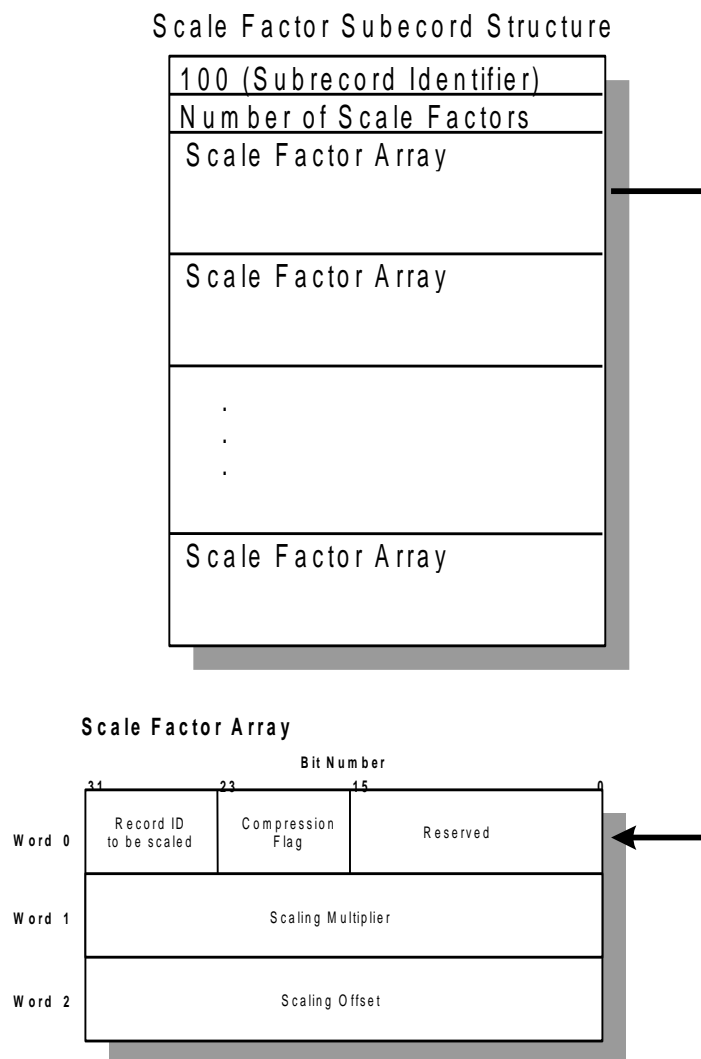 Scale Factor Subecord Structure
100 (Subrecord Identifier)
Number of Scale Factors
Scale Factor Array
Scale Factor Array
.
.
.
Scale Factor Array
Scale Factor Array
Bit Number
31 23 15 0
Word 0
Record ID
to be scaled
Compression
Flag
Reserved
Word 1
Scaling Multiplier
Word 2
Scaling Offset